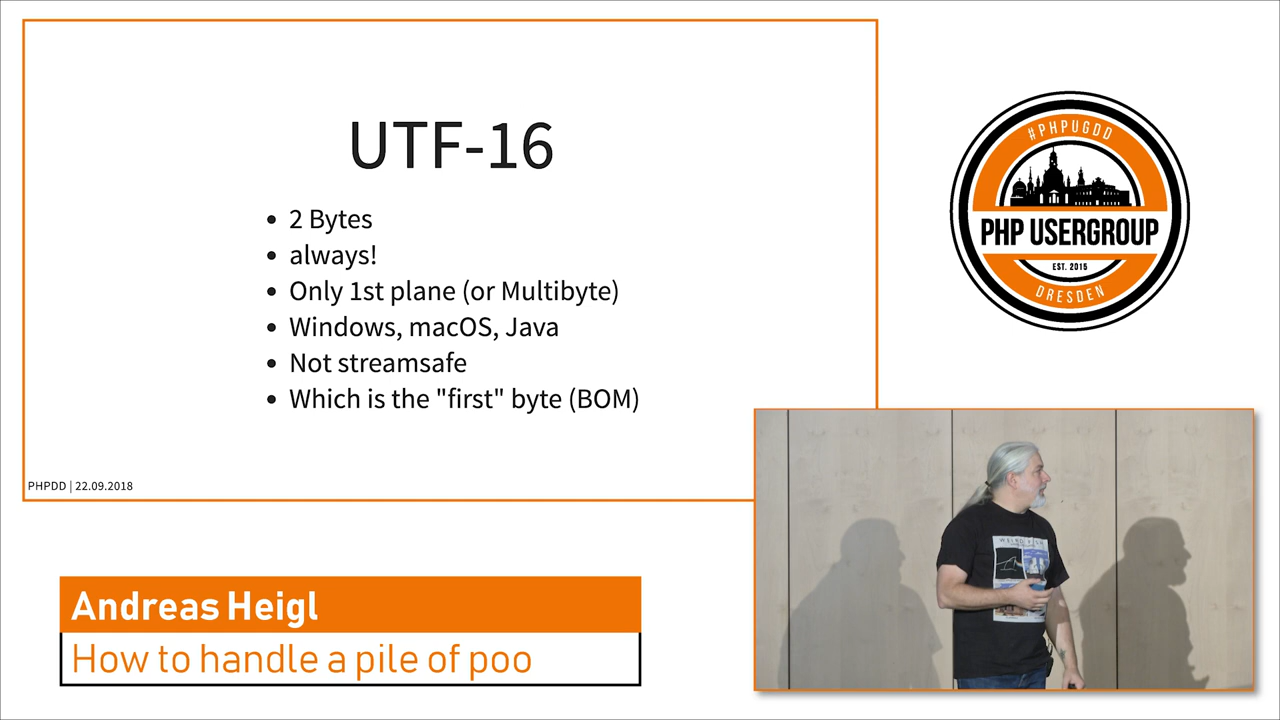 UTF-16
• 2 Bytes
• always!
• Only 1st plane (or Multibyte)
• Windows, macOS, Java
• Not streamsafe
• Which is the "first" byte (BOM)
PHPDD | 22.09.2018
#PHPUGDD
PHP USERGROUP
EST. 2015
DRESDEN
Andreas Heigl
How to handle a pile of poo